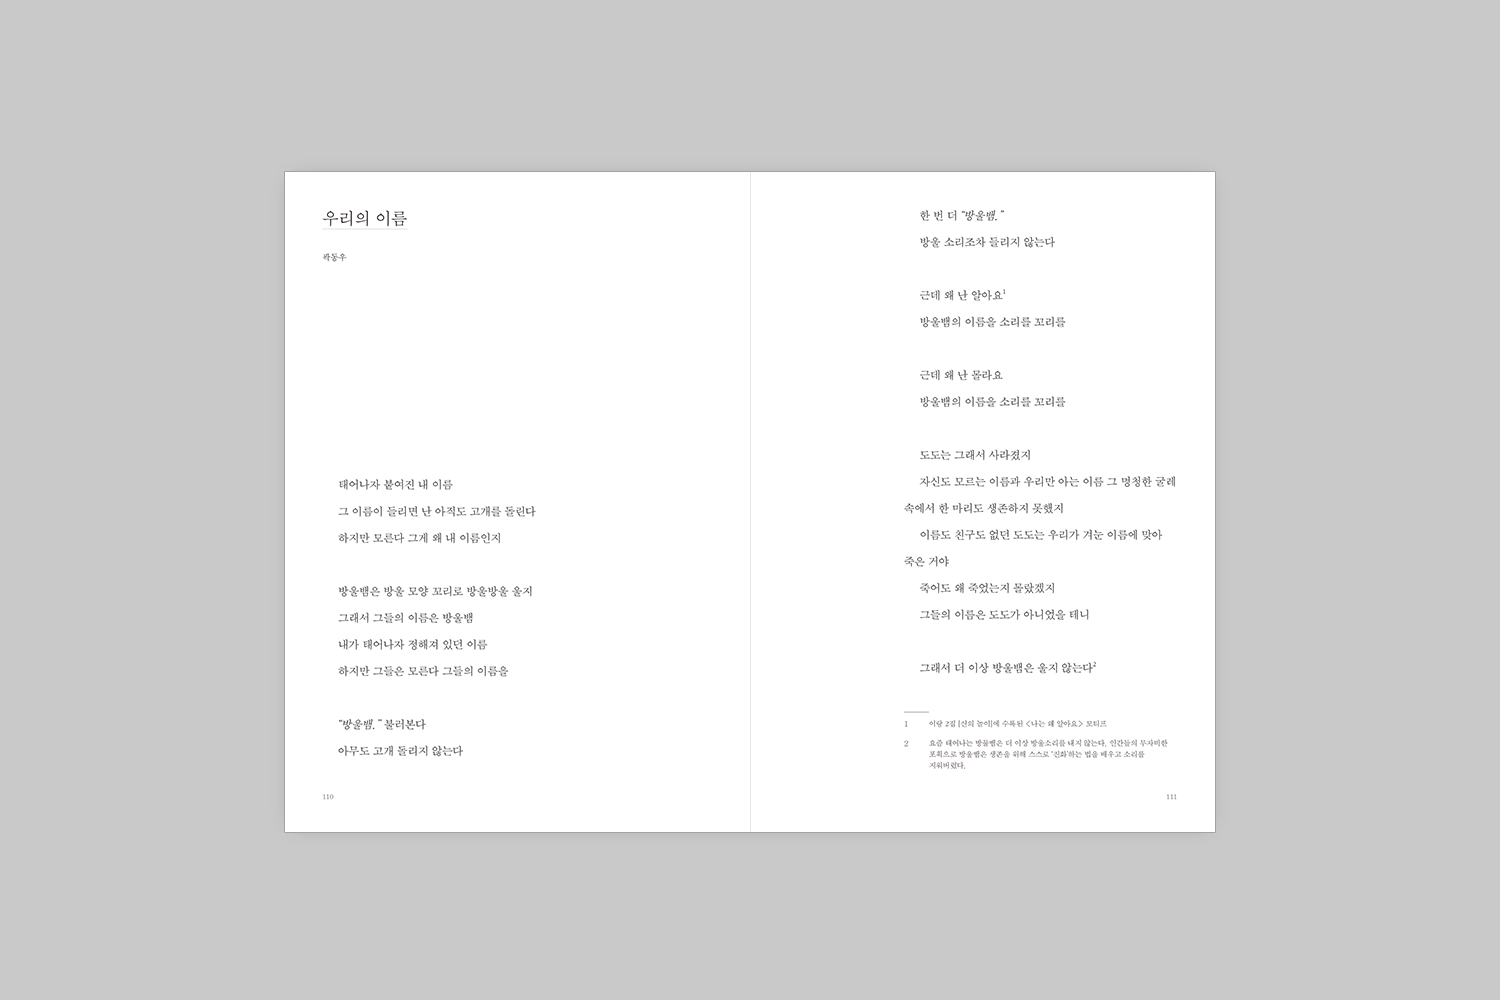 우리의 이름
곽동우
태어나자 붙여진 내 이름
그 이름이 들리면 난 아직도 고개를 돌린다
하지만 모른다 그게 왜 내 이름인지
방울뱀은 방울 모양 꼬리로 방울방울 울지
그래서 그들의 이름은 방울뱀
내가 태어나자 정해져 있던 이름
하지만 그들은 모른다 그들의 이름을
“방울뱀.” 불러본다
아무도 고개 돌리지 않는다
110
한 번 더 “방울뱀.”
방울 소리조차 들리지 않는다
근데 왜 난 알아요1
방울뱀의 이름을 소리를 꼬리를
근데 왜 난 몰라요
방울뱀의 이름을 소리를 꼬리를
도도는 그래서 사라졌지
자신도 모르는 이름과 우리만 아는 이름 그 멍청한 굴레
속에서 한 마리도 생존하지 못했지
이름도 친구도 없던 도도는 우리가 겨눈 이름에 맞아
죽은 거야
죽어도 왜 죽었는지 몰랐겠지
그들의 이름은 도도가 아니었을 테니
그래서 더 이상 방울뱀은 울지 않는다2
1 이랑 2집 [신의 놀이]에 수록된 <나는 왜 알아요> 모티프
2 요즘 태어나는 방울뱀은 더 이상 방울소리를 내지 않는다. 인간들의 무자비한
포획으로 방울뱀은 생존을 위해 스스로 ‘진화’하는 법을 배우고 소리를
지워버렸다.
111